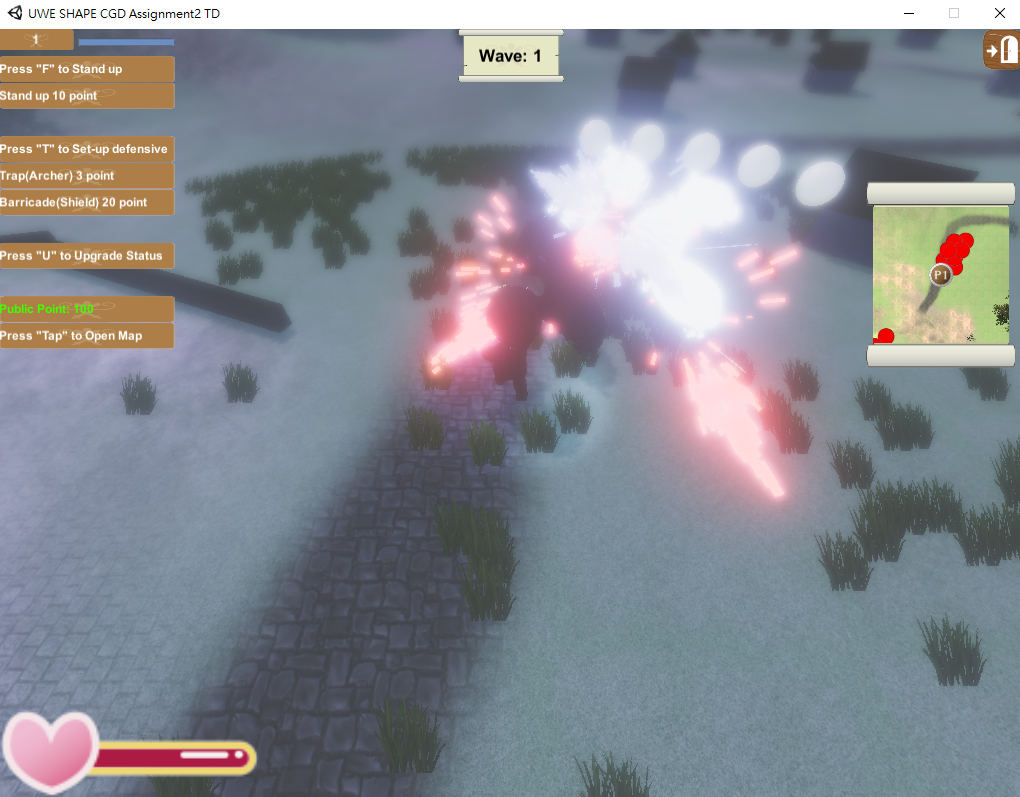 UWE SHAPE CGD Assignment2 TD
1
Wave: 1
Press "F" to Stand up
Stand up 10 point
Press "T" to Set-up defensive
Trap(Archer) 3 point
Barricade(Shield) 20 point
Press "U" to Upgrade Status
Public Point: 100
Press "Tap" to Open Map
P1